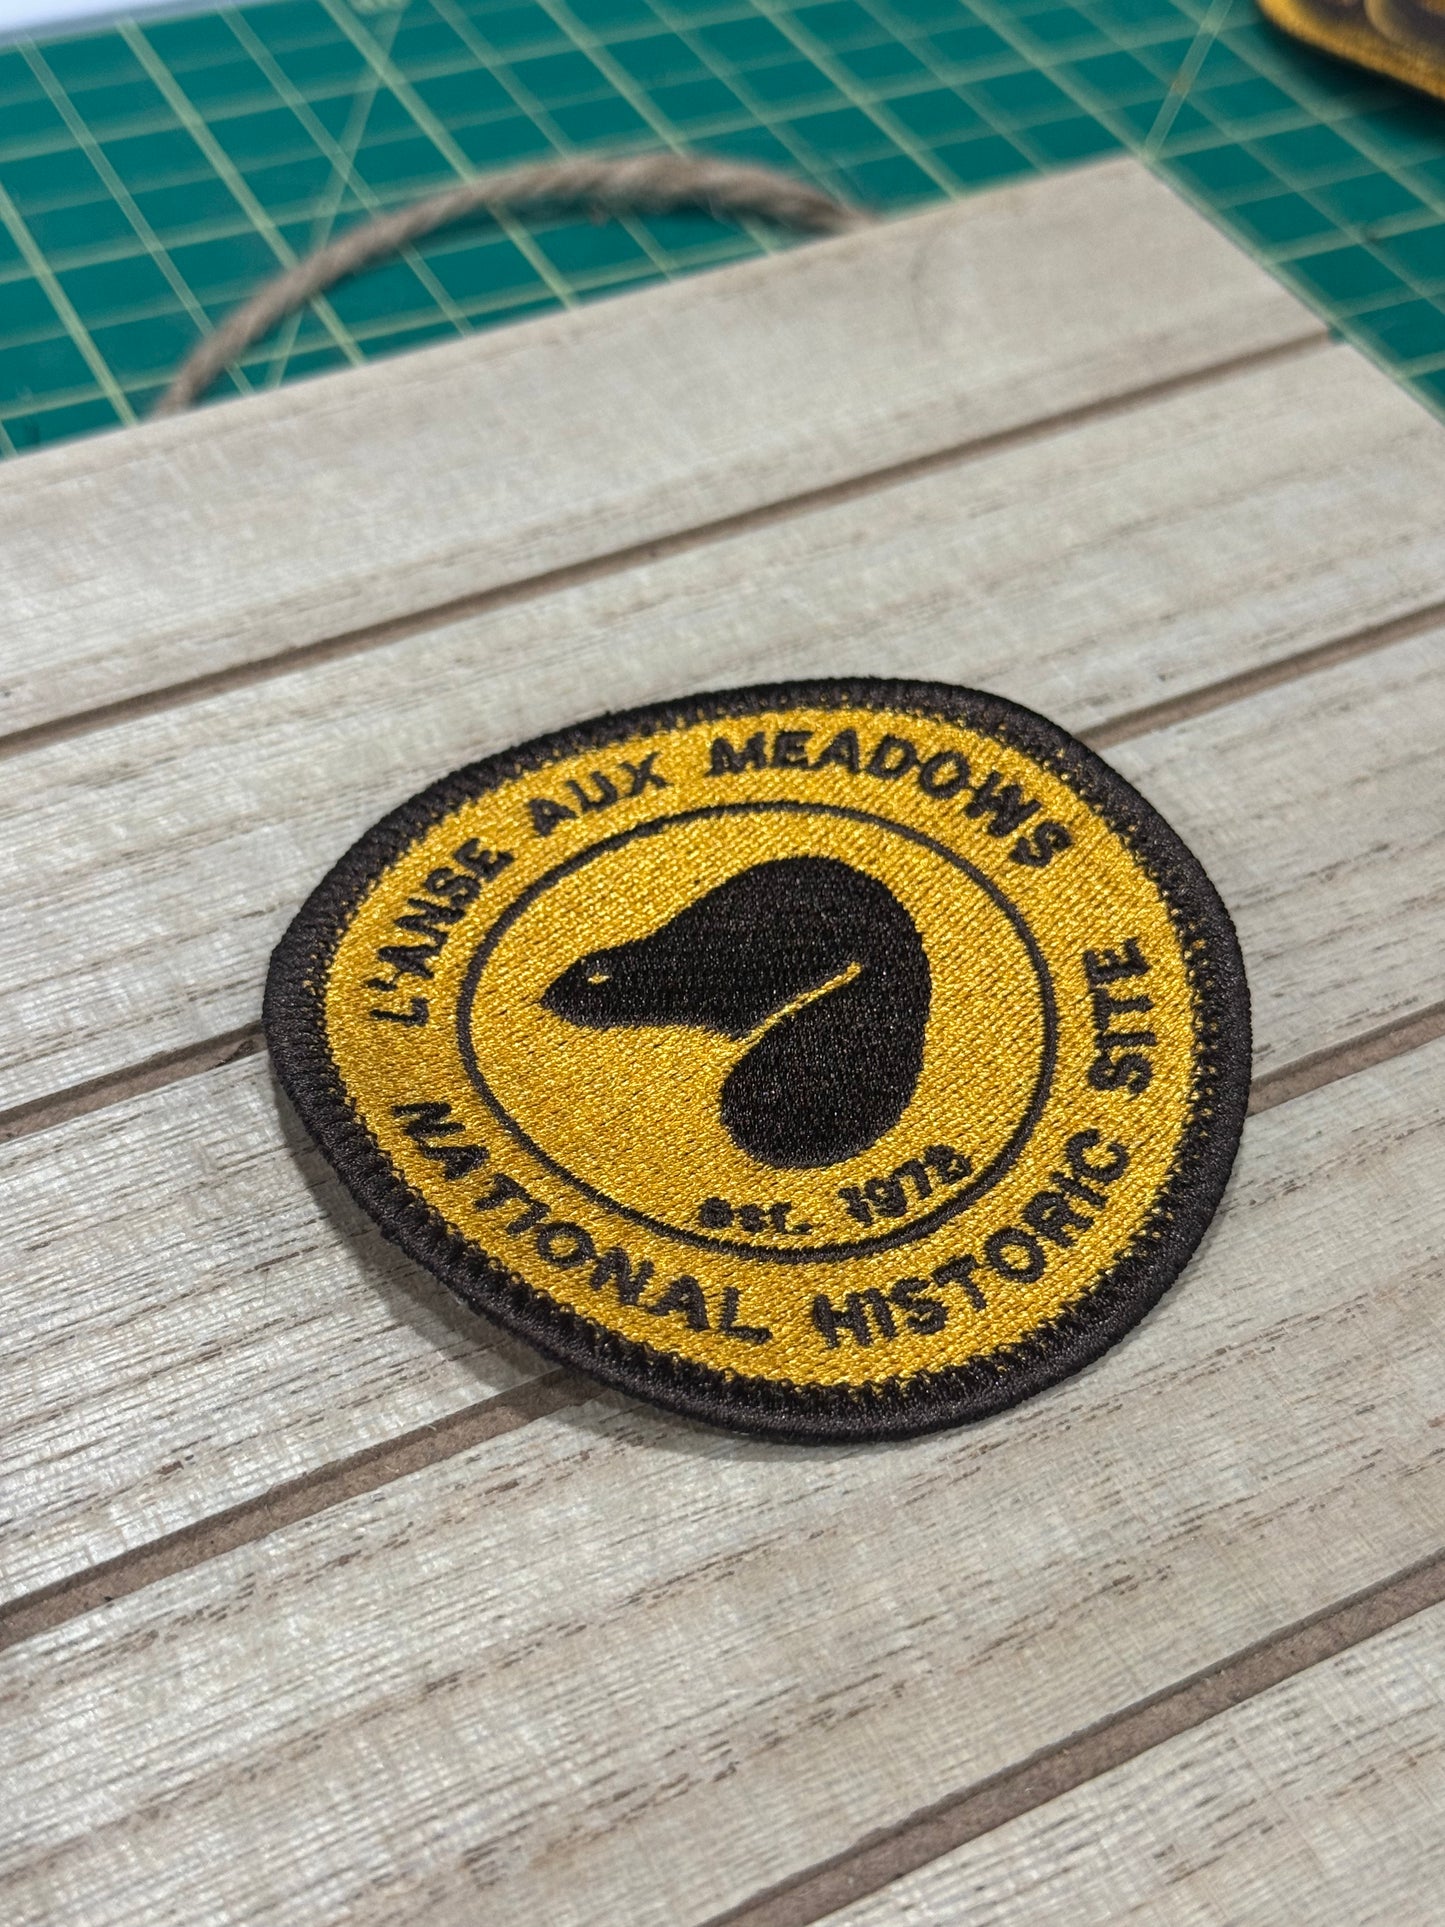 L'ANSE AUX MEADOWS
NATIONAL HISTORIC SITE
EST. 1978